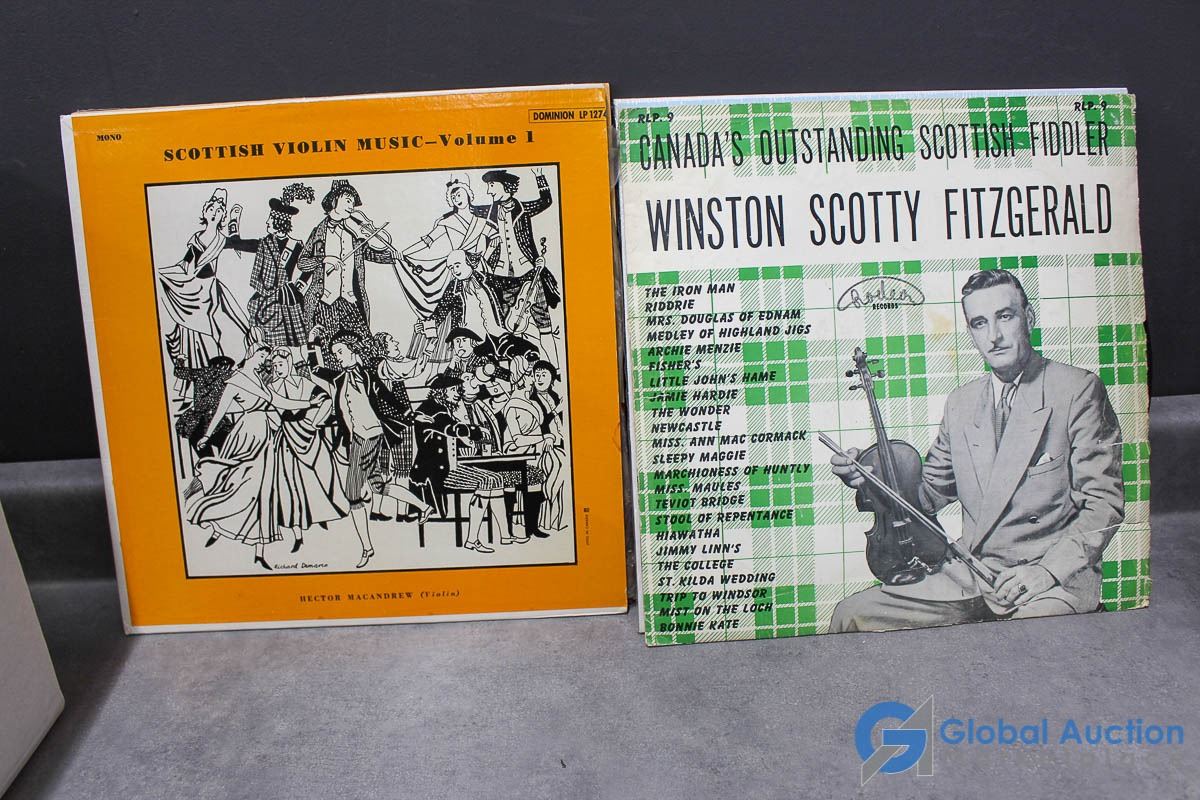 MONO
DOMINION LP 127
SCOTTISH VIOLIN MUSIC—Volume 1
Richard Demarco
HECTOR MACANDREW (Violin)
RLP. 9
RLP. 9
CANADA'S OUTSTANDING SCOTTISH FIDDLER
WINSTON SCOTTY FITZGERALD
Rodeo
RECORDS
THE IRON MAN
RIDDRIE
MRS. DOUGLAS OF EDNAM
MEDLEY OF HIGHLAND JIGS
ARCHIE MENZIE
FISHER'S
LITTLE JOHN'S HAME
JAMIE HARDIE
THE WONDER
NEWCASTLE
MISS. ANN MAC CORMACK
SLEEPY MAGGIE
MARCHIONESS OF HUNTLY
MISS. MAULES
TEVIOT BRIDGE
STOOL OF REPENTANCE
HIAWATHA
JIMMY LINN'S
THE COLLEGE
ST. KILDA WEDDING
TRIP TO WINDSOR
MIST ON THE LOCH
BONNIE KATE
Global Auction